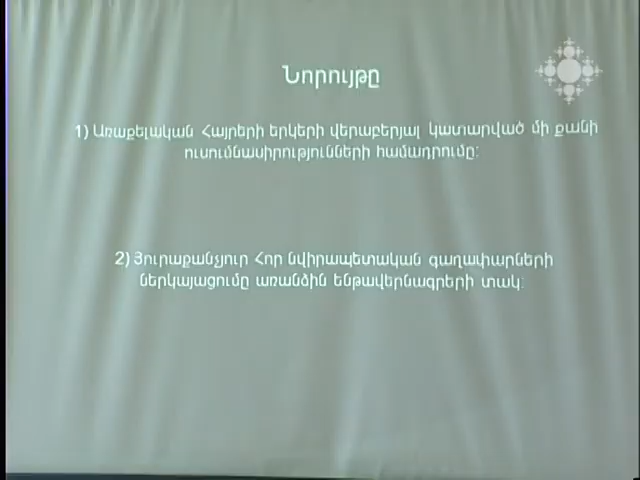 Նորույթը
1) Առաքելական Հայրերի երկերի վերաբերյալ կատարված մի քանի
ուսումնասիրությունների համադրումը:
2) Յուրաքանչյուր Հոր նվիրապետական գաղափարների
ներկայացումը առանձին ենթավերնագրերի տակ: